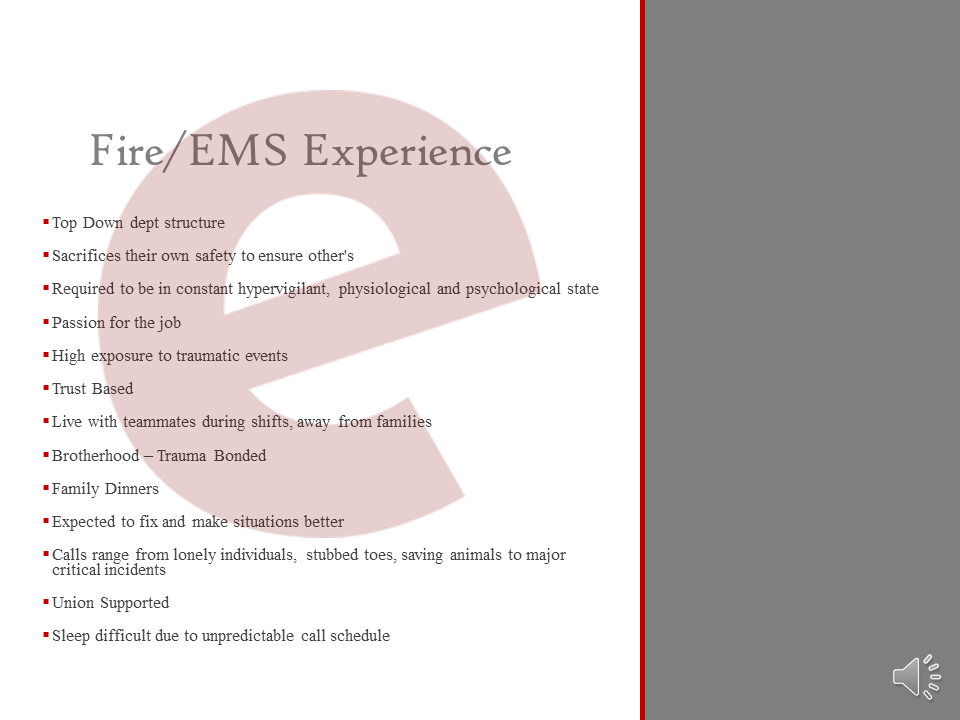 Fire/EMS Experience
▪Top Down dept structure
▪Sacrifices their own safety to ensure other's
▪Required to be in constant hypervigilant, physiological and psychological state
▪Passion for the job
▪High exposure to traumatic events
▪Trust Based
▪Live with teammates during shifts, away from families
▪Brotherhood – Trauma Bonded
▪Family Dinners
▪Expected to fix and make situations better
▪Calls range from lonely individuals, stubbed toes, saving animals to major
critical incidents
▪Union Supported
▪Sleep difficult due to unpredictable call schedule